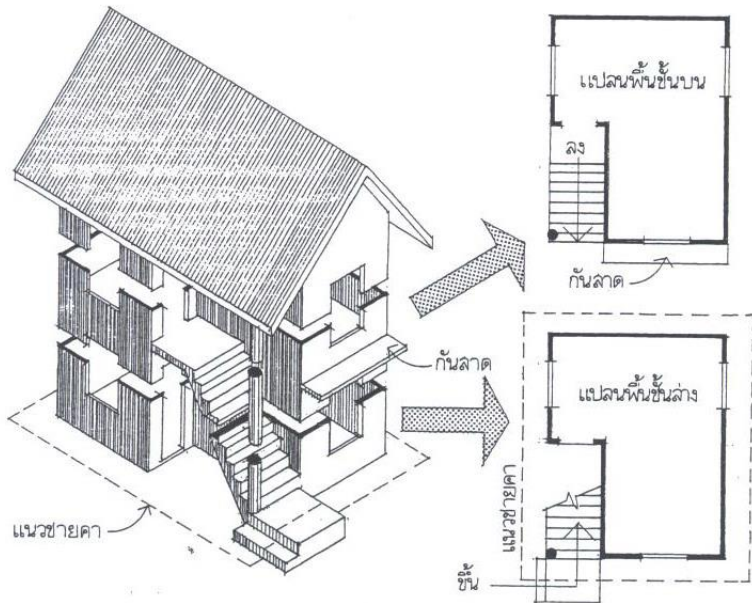 แปลนพื้นชั้นบน
ลง
กันลาด
กันลาด
แปลนพื้นชั้นล่าง
แนวชายคา
แนวชายคา
ขึ้น